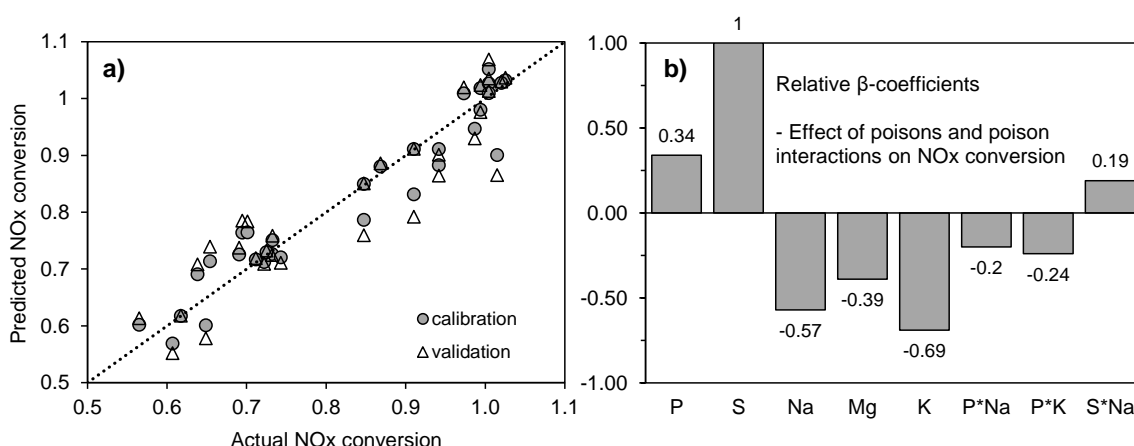 a)
Predicted NOx conversion
1.1
1.0
0.9
0.8
0.7
0.6
0.5
calibration
validation
0.5 0.6 0.7 0.8 0.9 1.0 1.1
Actual NOx conversion
b)
1
1.00
0.50
0.00
-0.50
-1.00
Relative β-coefficients
- Effect of poisons and poison
interactions on NOx conversion
0.34
0.19
-0.57
-0.39
-0.69
-0.2
-0.24
P S Na Mg K P*Na P*K S*Na